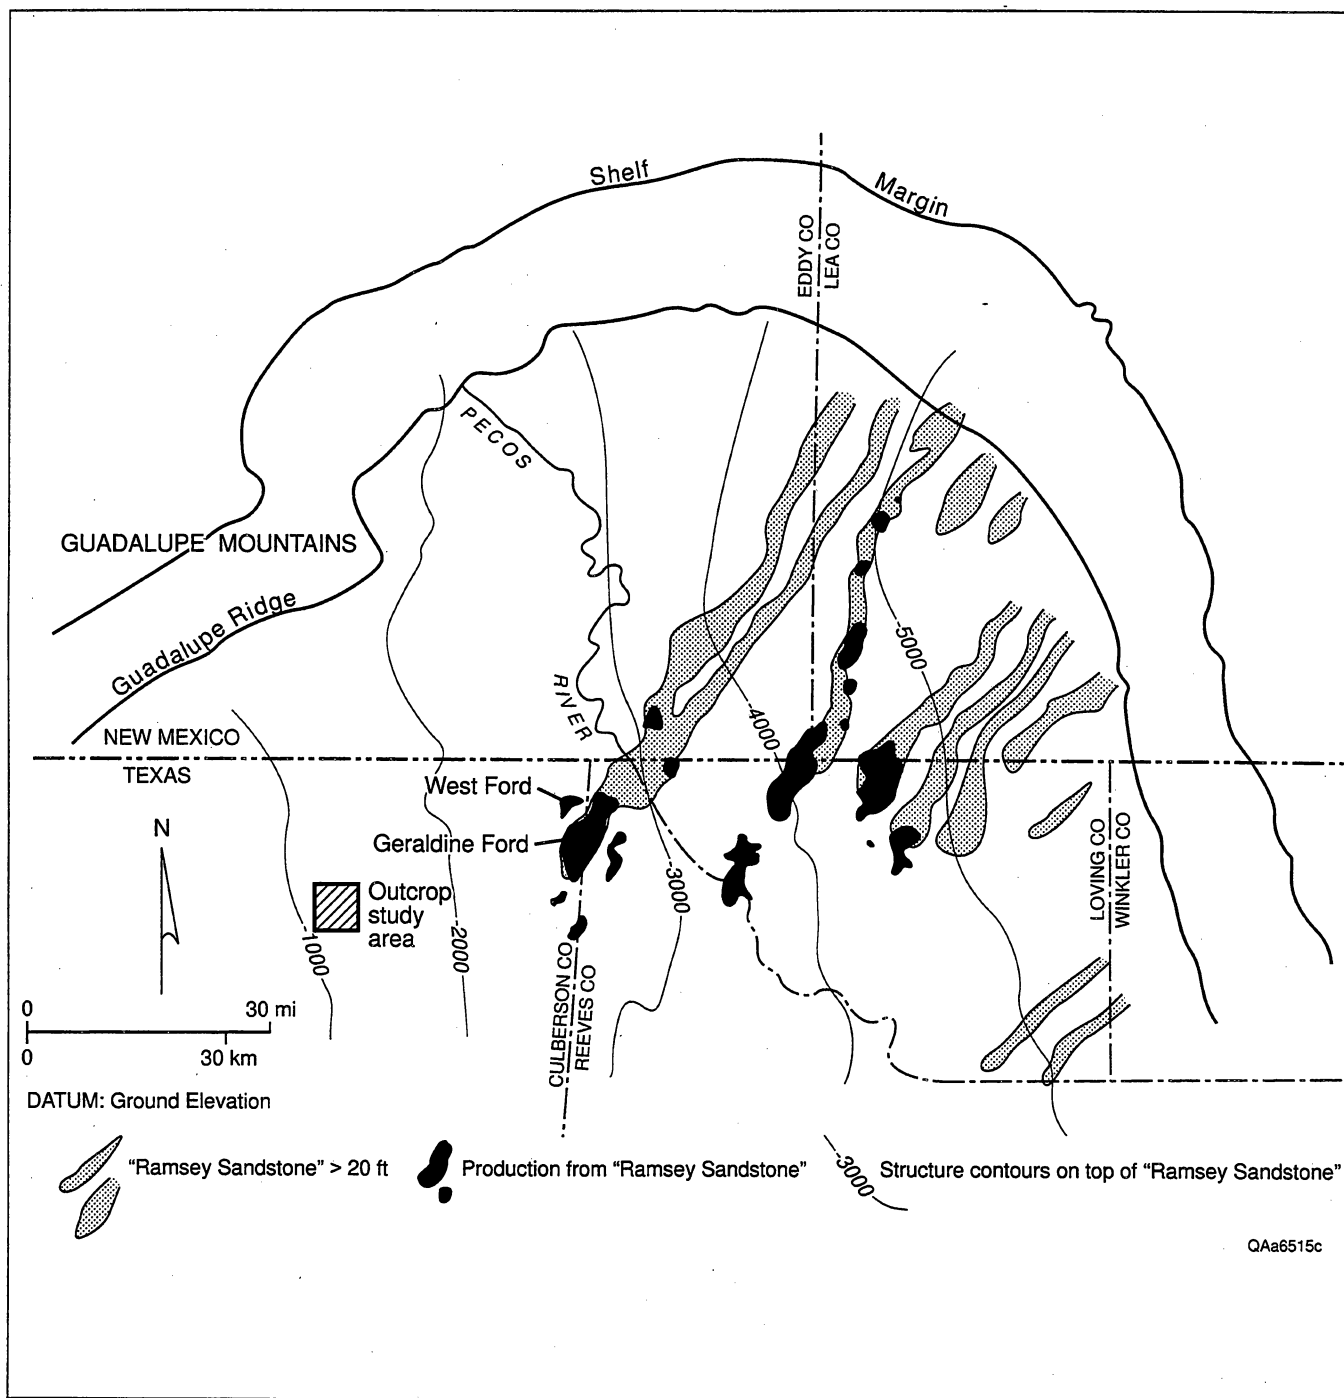 Shelf
Margin
EDDY CO
LEA CO
PECOS
GUADALUPE MOUNTAINS
Guadalupe Ridge
RIVER
-5000
-4000
NEW MEXICO
TEXAS
West Ford
Geraldine Ford
N
-3000
LOVING CO
WINKLER CO
Outcrop
study
area
-1000
-2000
CULBERSON CO
REEVES CO
0 30 mi
0 30 km
DATUM: Ground Elevation
"Ramsey Sandstone" > 20 ft
Production from "Ramsey Sandstone"
-3000
Structure contours on top of "Ramsey Sandstone"
QAa6515c